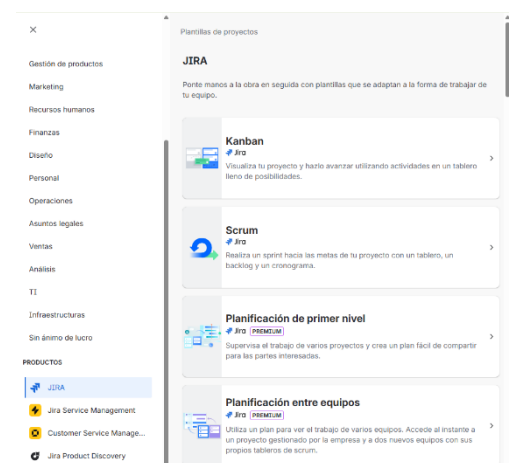 Gestión de productos
Marketing
Recursos humanos
Finanzas
Diseño
Personal
Operaciones
Asuntos legales
Ventas
Análisis
TI
Infraestructuras
Sin ánimo de lucro
PRODUCTOS
JIRA
Jira Service Management
Customer Service Manage...
Jira Product Discovery
Plantillas de proyectos
JIRA
Ponte manos a la obra en seguida con plantillas que se adaptan a la forma de trabajar de
tu equipo.
Kanban
Jira
Visualiza tu proyecto y hazlo avanzar utilizando actividades en un tablero
lleno de posibilidades.
Scrum
Jira
Realiza un sprint hacia las metas de tu proyecto con un tablero, un
backlog y un cronograma.
Planificación de primer nivel
Jira PREMIUM
Supervisa el trabajo de varios proyectos y crea un plan fácil de compartir
para las partes interesadas.
Planificación entre equipos
Jira PREMIUM
Utiliza un plan para ver el trabajo de varios equipos. Accede al instante a
un proyecto gestionado por la empresa y a dos nuevos equipos con sus
propios tableros de scrum.